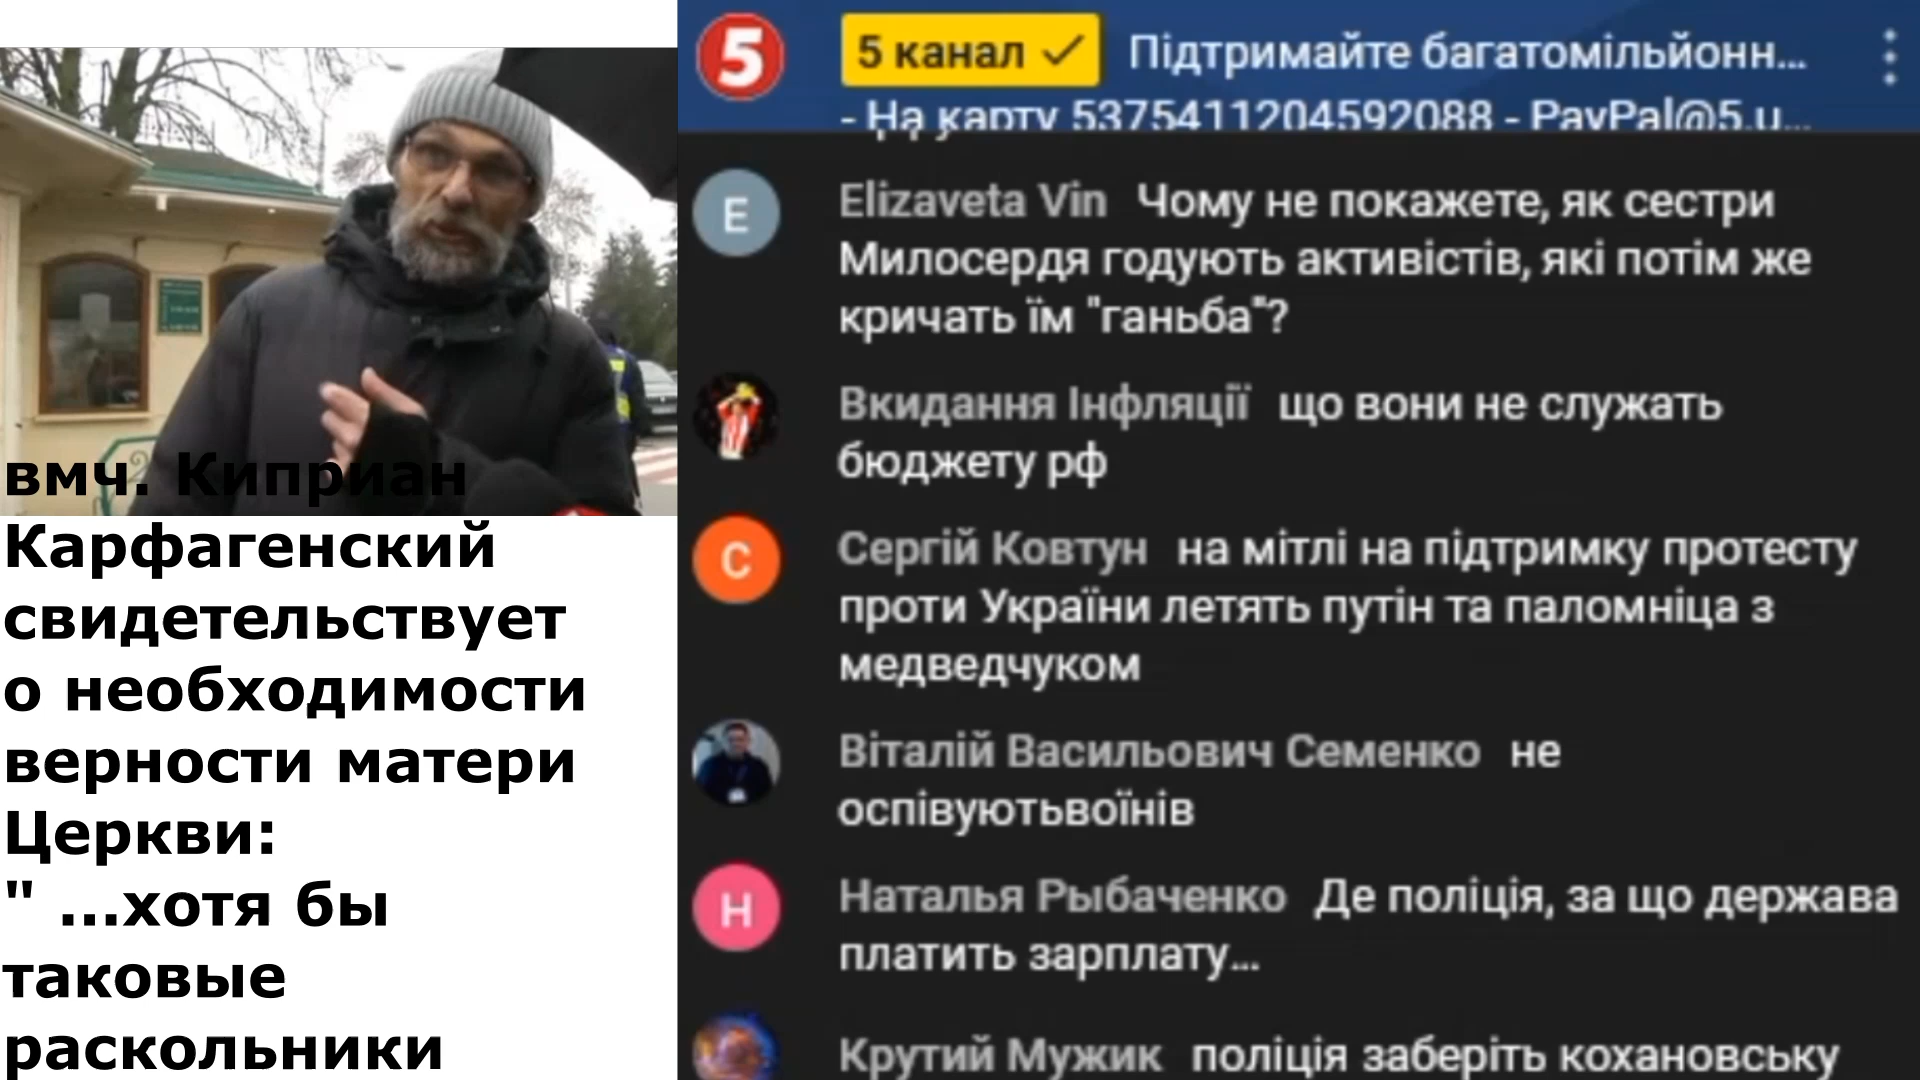 вмч. Киприан
Карфагенский
свидетельствует
о необходимости
верности матери
Церкви:
" ...хотя бы
таковые
раскольники
5
5 канал ✓ Підтримайте багатомільйонн...
- На карту 5375411204592088 - PayPal@5.u...
E
Elizaveta Vin Чому не покажете, як сестри
Милосердя годують активістів, які потім же
кричать їм "ганьба"?
Вкидання Інфляції що вони не служать
бюджету рф
С
Сергій Ковтун на мітлі на підтримку протесту
проти України летять путін та паломніца з
медведчуком
Віталій Васильович Семенко не
оспівуютьвоїнів
Н
Наталья Рыбаченко Де поліція, за що держава
платить зарплату...
Крутий Мужик поліція заберіть кохановську